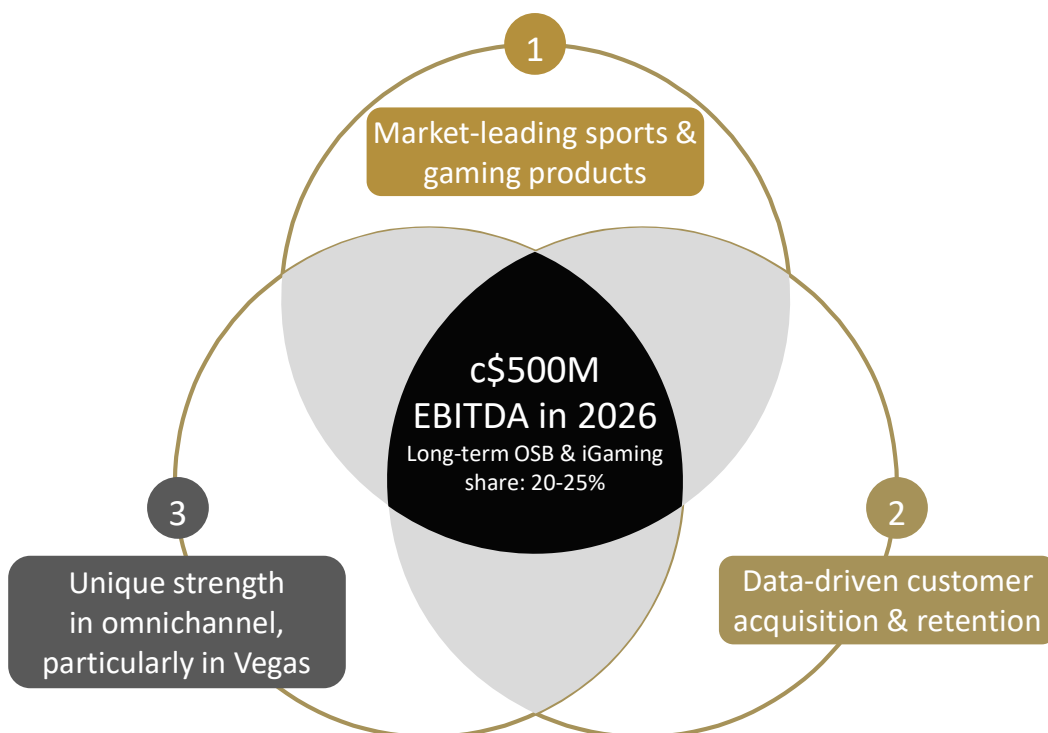 1
Market-leading sports &
gaming products
c$500M
EBITDA in 2026
Long-term OSB & iGaming
share: 20-25%
3
Unique strength
in omnichannel,
particularly in Vegas
2
Data-driven customer
acquisition & retention